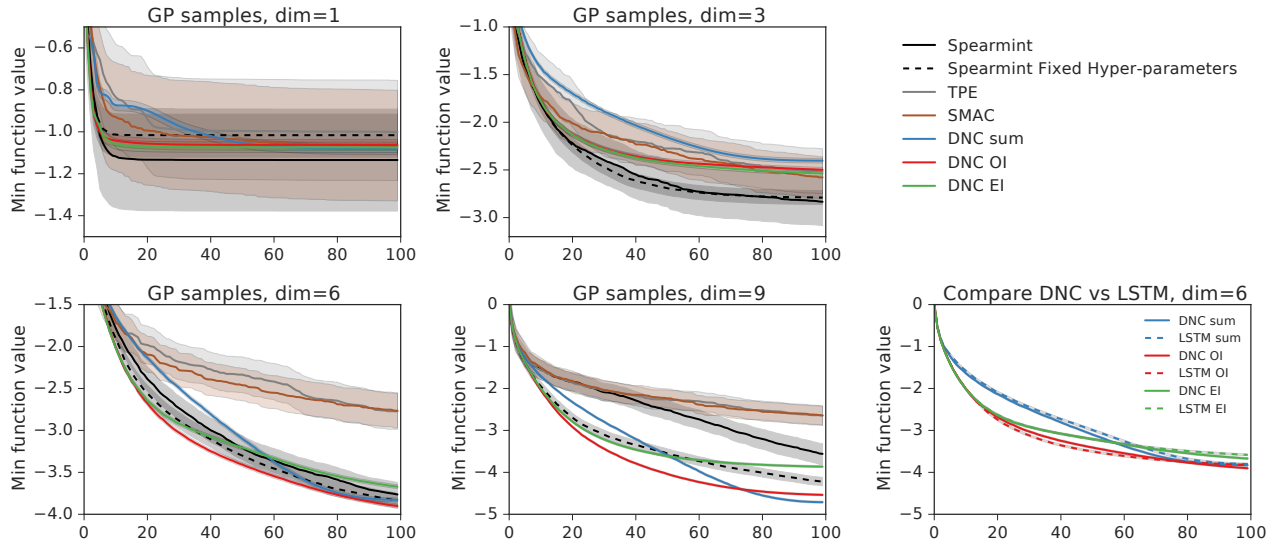 GP samples, dim=1
Min function value
−0.6
−0.8
−1.0
−1.2
−1.4
0 20 40 60 80 100
GP samples, dim=3
Min function value
−1.0
−1.5
−2.0
−2.5
−3.0
0 20 40 60 80 100
Spearmint
Spearmint Fixed Hyper-parameters
TPE
SMAC
DNC sum
DNC OI
DNC EI
GP samples, dim=6
Min function value
−1.5
−2.0
−2.5
−3.0
−3.5
−4.0
0 20 40 60 80 100
GP samples, dim=9
Min function value
0
−1
−2
−3
−4
−5
0 20 40 60 80 100
Compare DNC vs LSTM, dim=6
Min function value
0
−1
−2
−3
−4
−5
0 20 40 60 80 100
DNC sum
LSTM sum
DNC OI
LSTM OI
DNC EI
LSTM EI